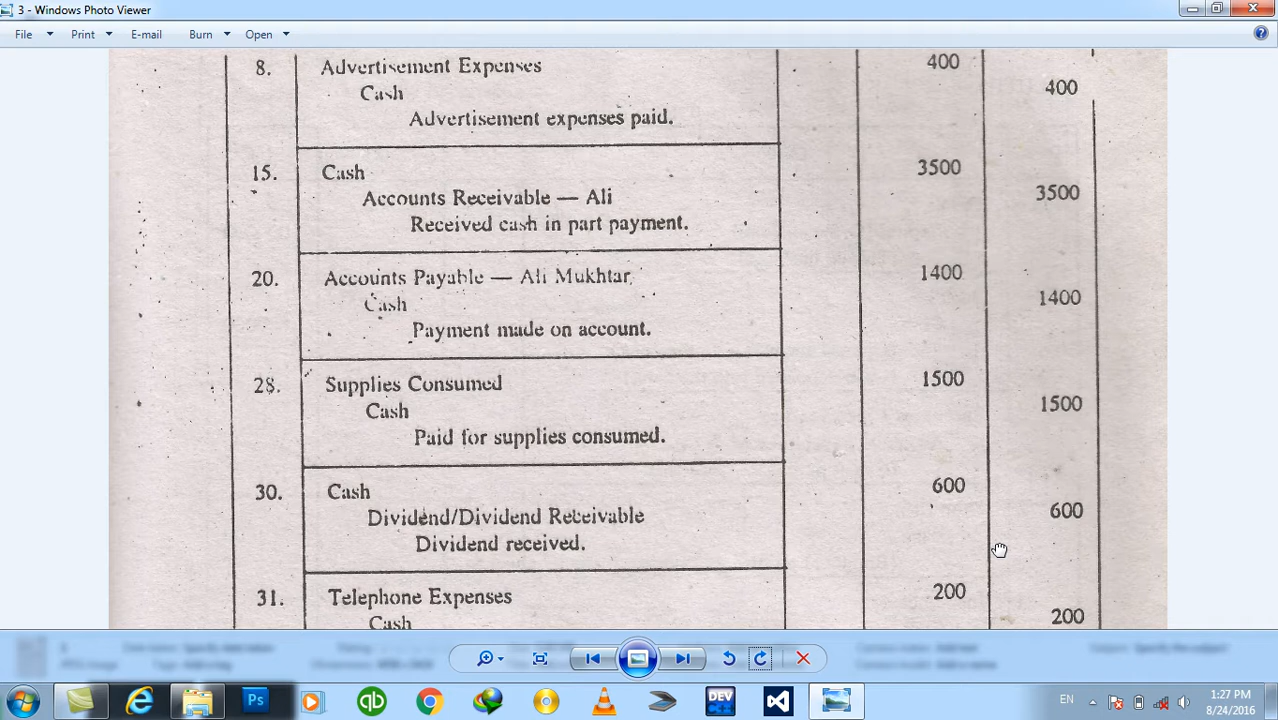 3 - Windows Photo Viewer
File Print E-mail Burn Open
8. Advertisement Expenses 400
Cash 400
Advertisement expenses paid.
15. Cash 3500
Accounts Receivable — Ali 3500
Received cash in part payment.
20. Accounts Payable — Ali Mukhtar 1400
Cash 1400
Payment made on account.
28. Supplies Consumed 1500
Cash 1500
Paid for supplies consumed.
30. Cash 600
Dividend/Dividend Receivable 600
Dividend received.
31. Telephone Expenses 200
Cash 200
Ps
qb
DEV
EN
1:27 PM
8/24/2016